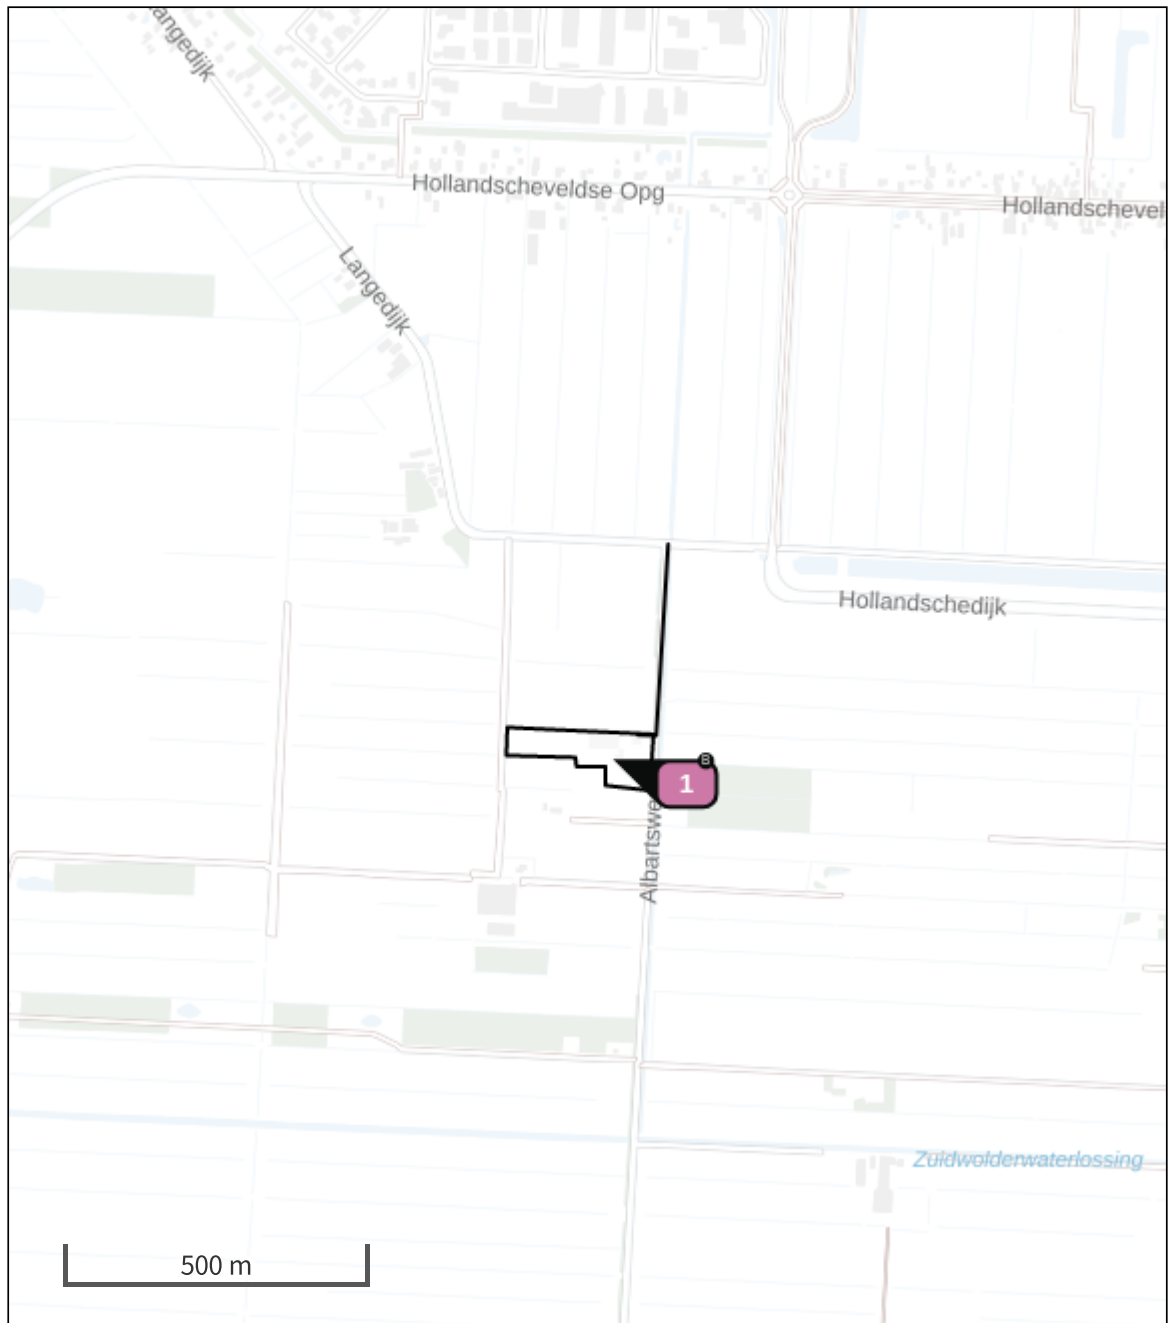 angedijk
Hollandscheveldse Opg
Hollandschevel
Langedijk
Hollandschedijk
B
1
Albartswe
Zuidwolderwaterlossing
500 m